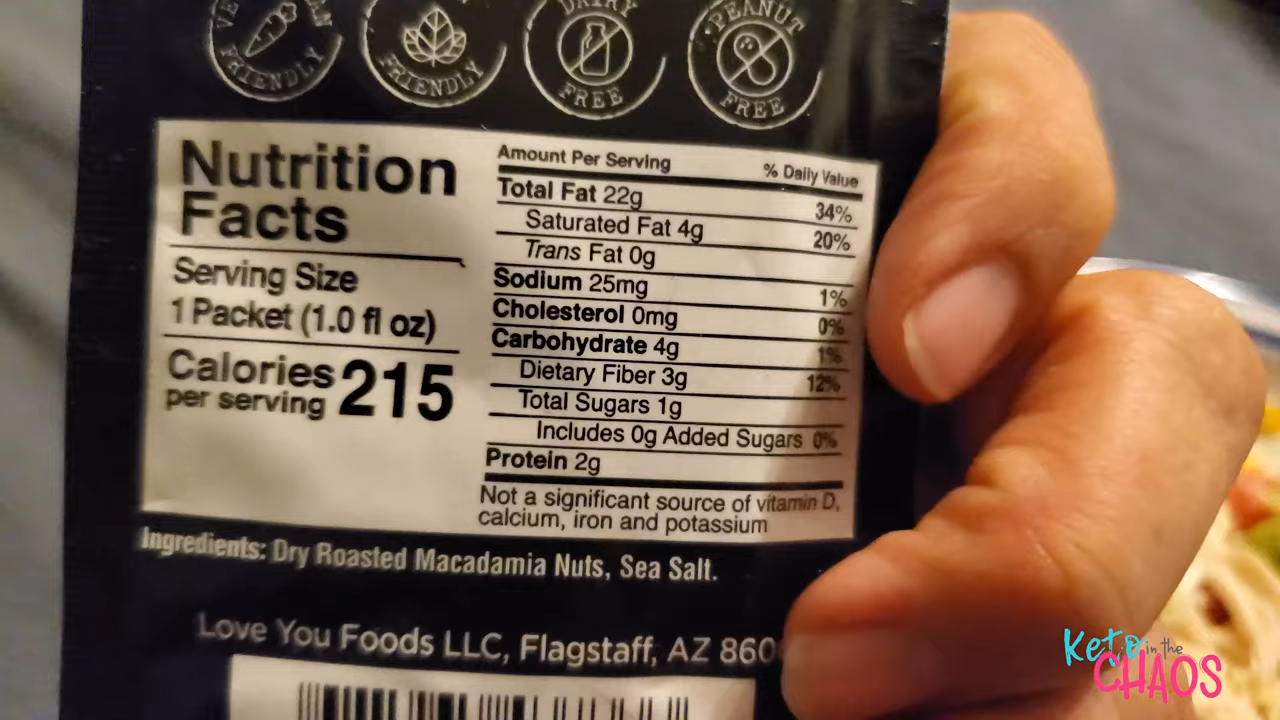 VE AN
FRIENDLY
FRIENDLY
DAIRY
FREE
PEANUT
FREE
Nutrition
Facts
Serving Size
1 Packet (1.0 fl oz)
Calories
per serving
215
Amount Per Serving
% Daily Value
Total Fat 22g 34%
Saturated Fat 4g 20%
Trans Fat 0g
Sodium 25mg 1%
Cholesterol 0mg 0%
Carbohydrate 4g 1%
Dietary Fiber 3g 12%
Total Sugars 1g
Includes 0g Added Sugars 0%
Protein 2g
Not a significant source of vitamin D,
calcium, iron and potassium
Ingredients: Dry Roasted Macadamia Nuts, Sea Salt.
Love You Foods LLC, Flagstaff, AZ 860
Keto in the
CHAOS